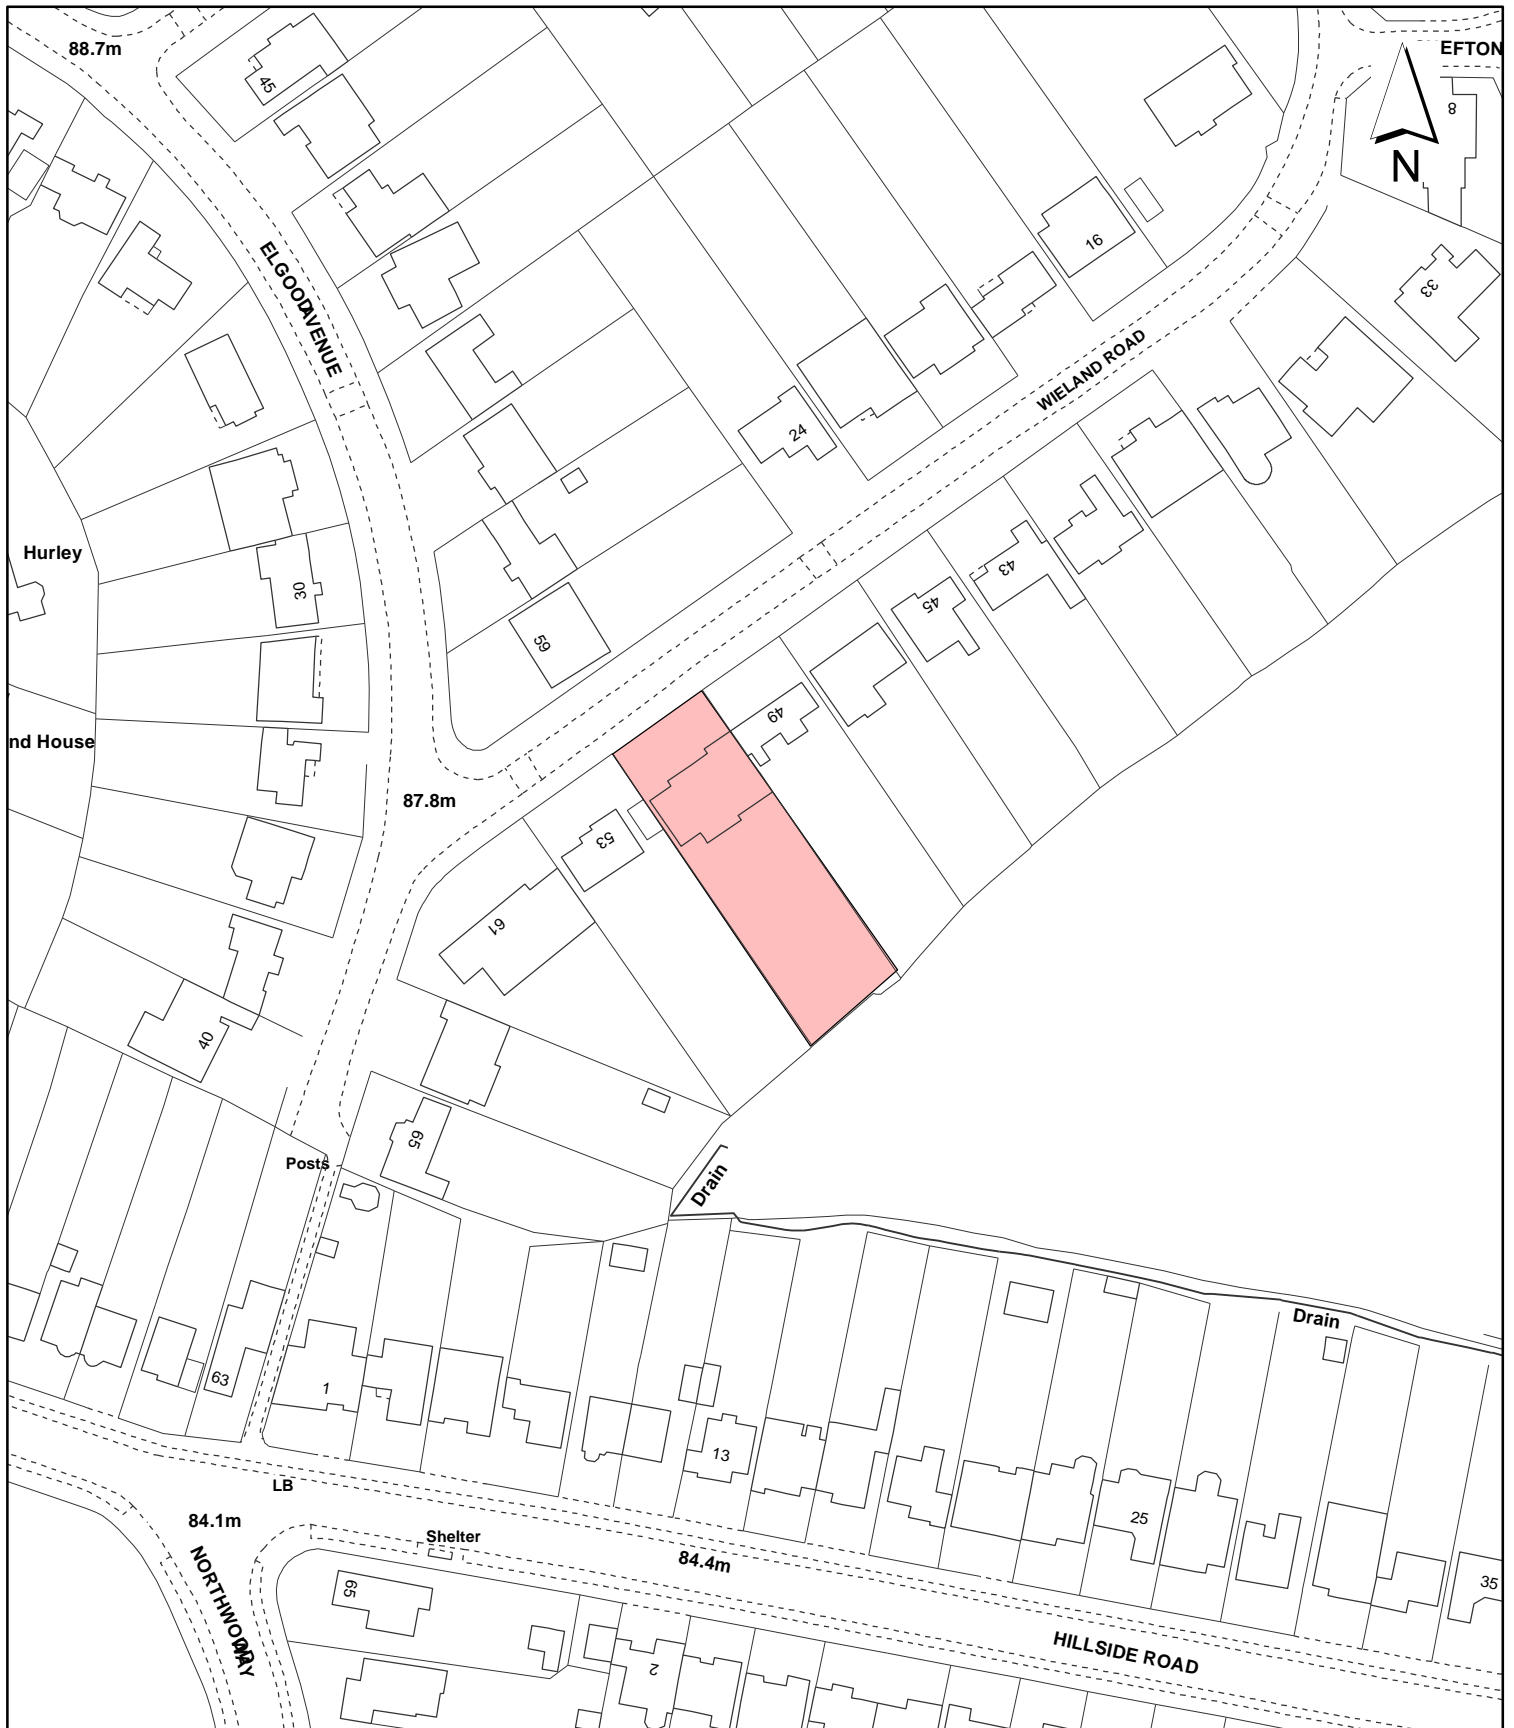 88.7m
EFTON
45
8
N
16
ELGOOD AVENUE
33
WIELAND ROAD
24
Hurley
43
30
45
59
49
nd House
87.8m
53
61
40
65
Posts
Drain
Drain
63
1
13
LB
25
84.1m
Shelter
84.4m
35
65
NORTHWOOD WAY
HILLSIDE ROAD
2